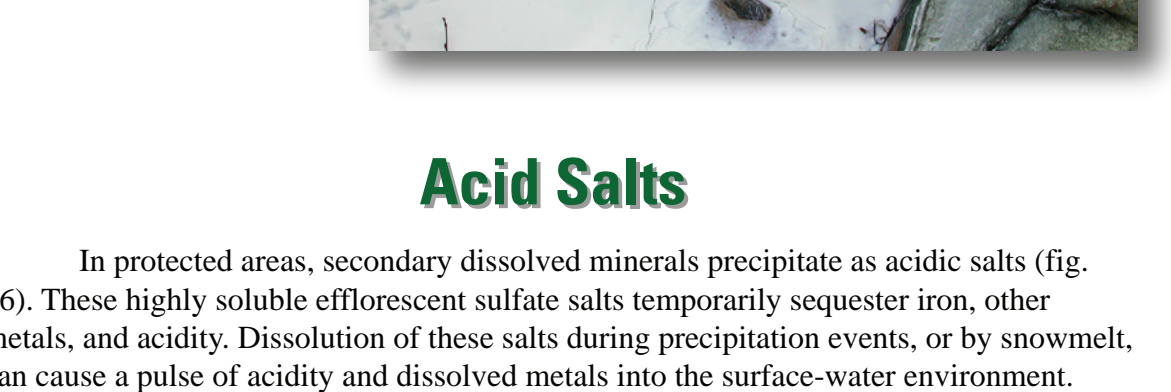 Acid Salts
In protected areas, secondary dissolved minerals precipitate as acidic salts (fig.
6). These highly soluble efflorescent sulfate salts temporarily sequester iron, other
metals, and acidity. Dissolution of these salts during precipitation events, or by snowmelt,
can cause a pulse of acidity and dissolved metals into the surface-water environment.